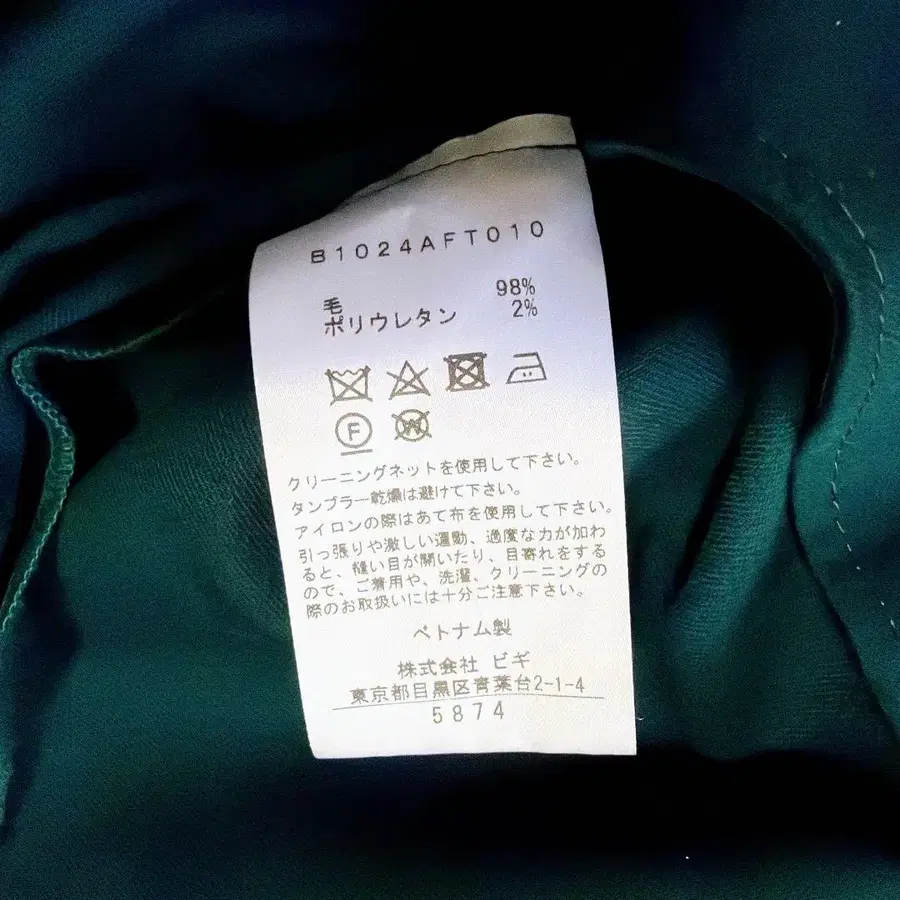 B1024AFT010
毛 98%
ポリウレタン 2%
F W
クリーニングネットを使用して下さい。
タンブラー乾燥は避けて下さい。
アイロンの際はあて布を使用して下さい。
引っ張りや激しい運動、過度な力が加わ
ると、縫い目が開いたり、目寄れをする
ので、ご着用や、洗濯、クリーニングの
際のお取扱いには十分ご注意下さい。
ベトナム製
株式会社 ビギ
東京都目黒区青葉台2-1-4
5874